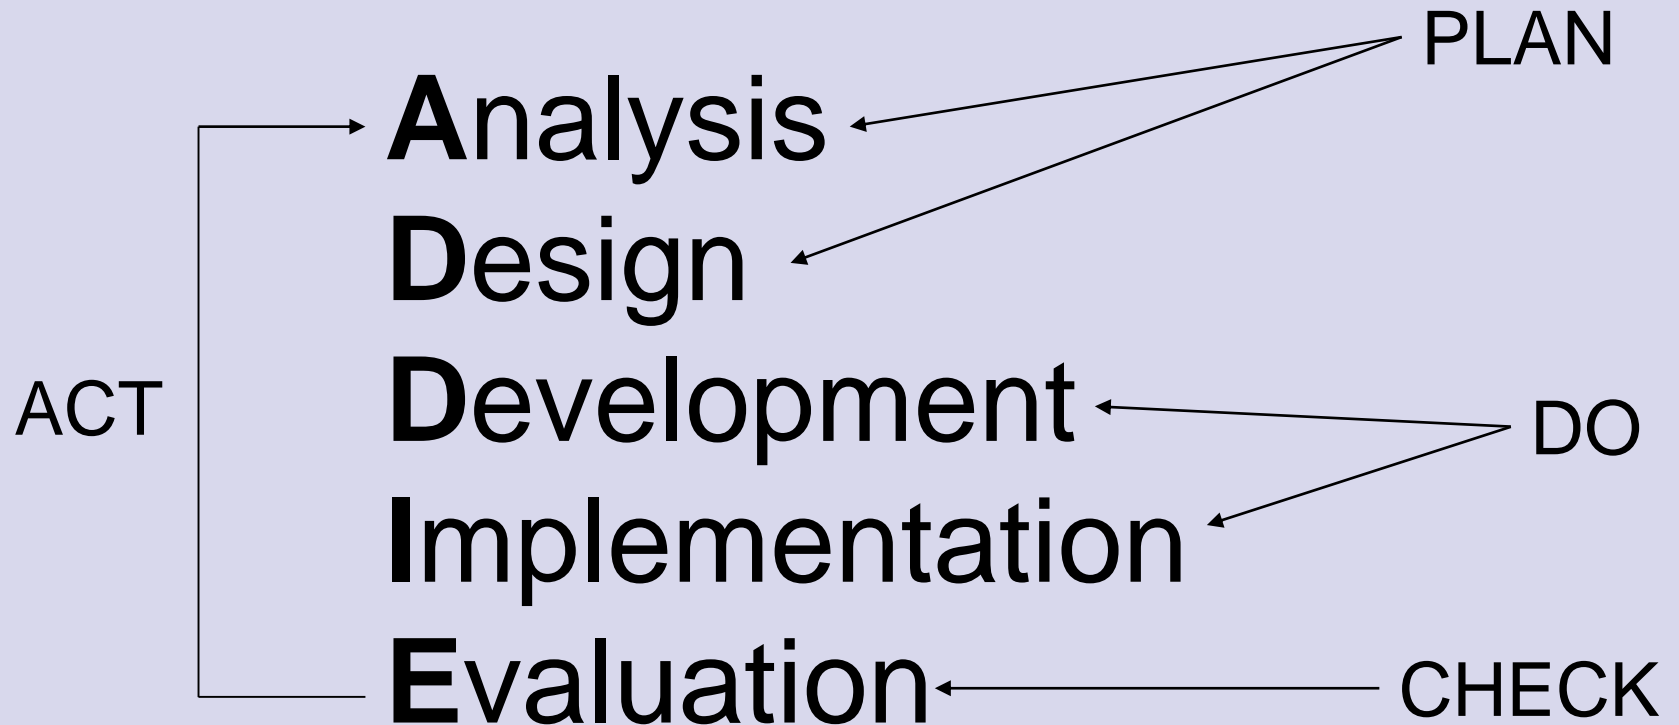 PLAN
Analysis
Design
Development
ACT
DO
Implementation
Evaluation
CHECK